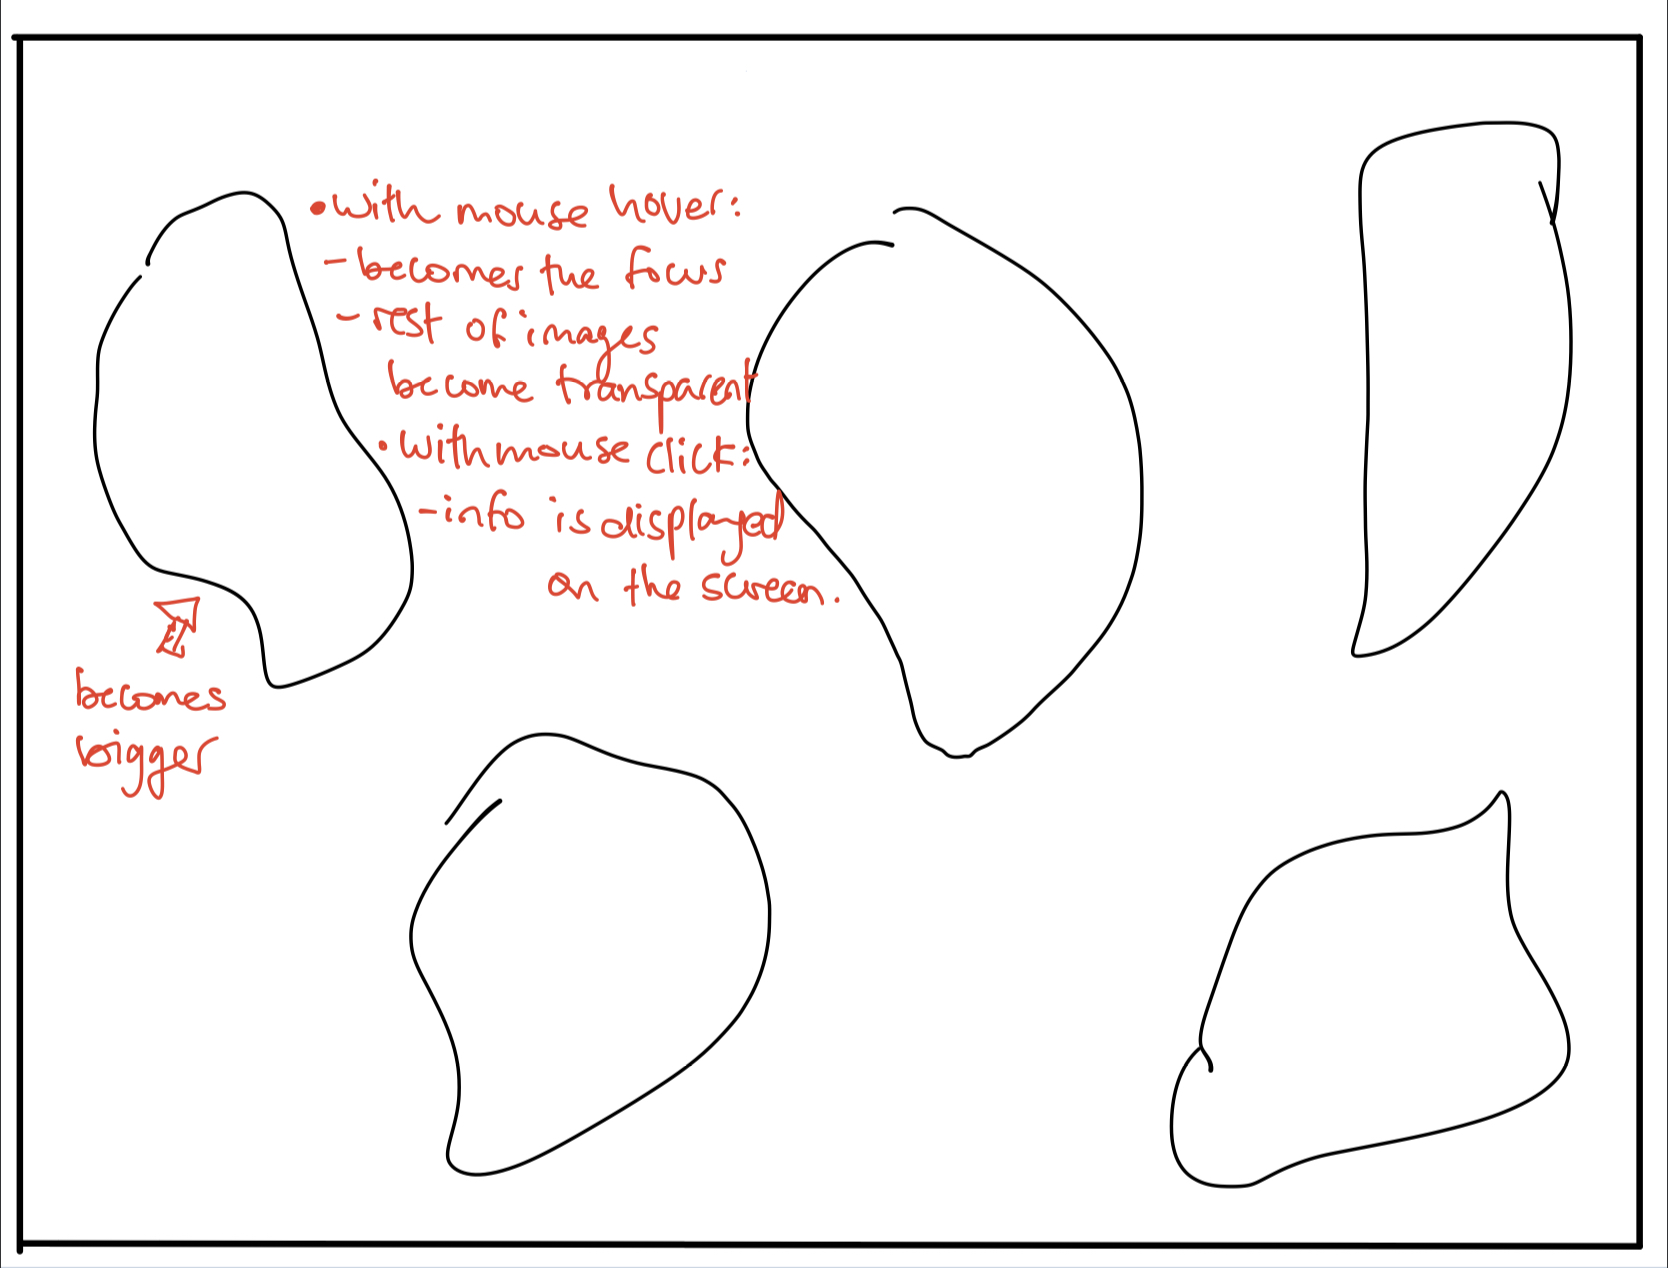 • with mouse hover:
- becomes the focus
- rest of images
become transparent
• with mouse click:
- info is displayed
on the screen.
becomes
bigger